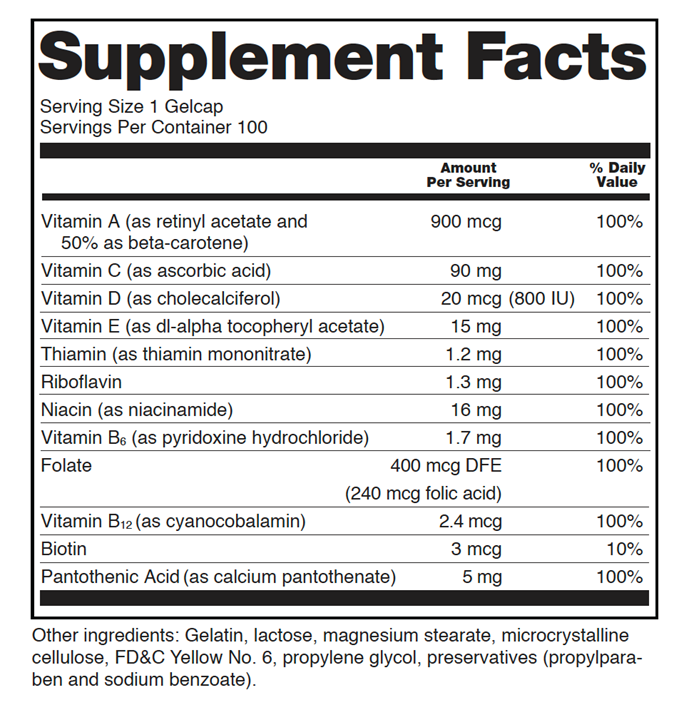 Supplement Facts
Serving Size 1 Gelcap
Servings Per Container 100
Amount Per Serving % Daily Value
Vitamin A (as retinyl acetate and 900 mcg 100%
50% as beta-carotene)
Vitamin C (as ascorbic acid) 90 mg 100%
Vitamin D (as cholecalciferol) 20 mcg (800 IU) 100%
Vitamin E (as dl-alpha tocopheryl acetate) 15 mg 100%
Thiamin (as thiamin mononitrate) 1.2 mg 100%
Riboflavin 1.3 mg 100%
Niacin (as niacinamide) 16 mg 100%
Vitamin B₆ (as pyridoxine hydrochloride) 1.7 mg 100%
Folate 400 mcg DFE 100%
(240 mcg folic acid)
Vitamin B₁₂ (as cyanocobalamin) 2.4 mcg 100%
Biotin 3 mcg 10%
Pantothenic Acid (as calcium pantothenate) 5 mg 100%
Other ingredients: Gelatin, lactose, magnesium stearate, microcrystalline
cellulose, FD&C Yellow No. 6, propylene glycol, preservatives (propylpara-
ben and sodium benzoate).